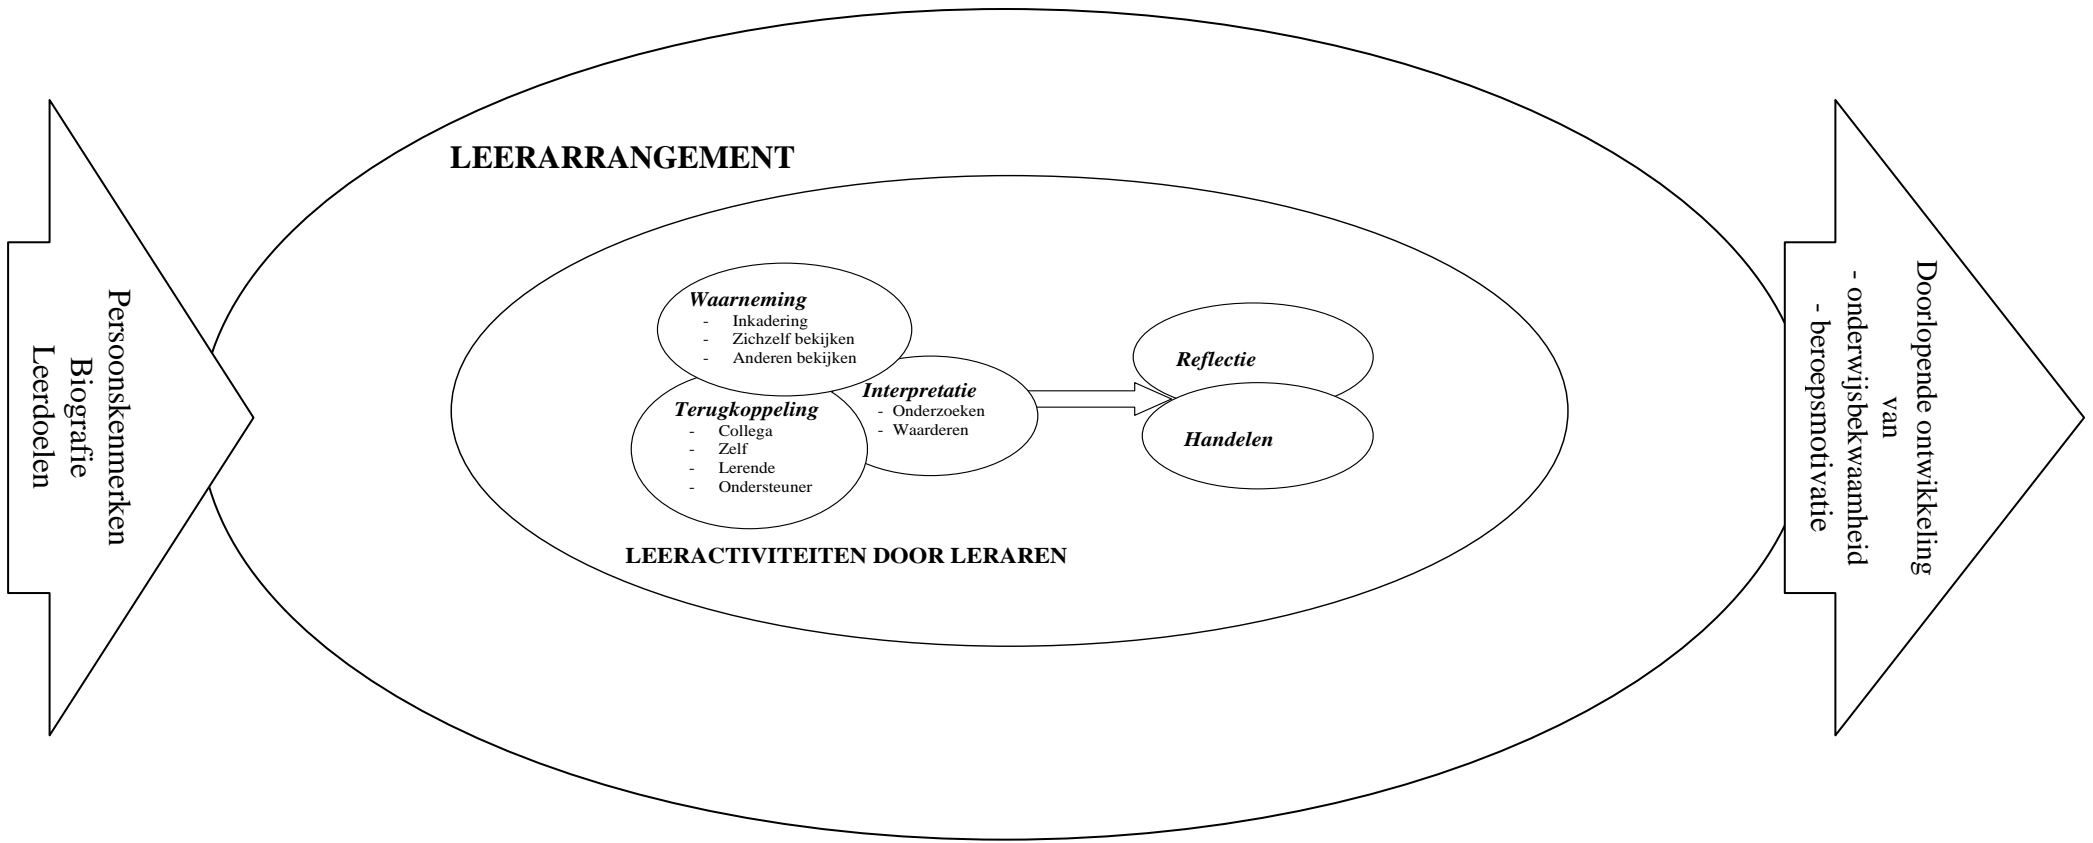 Persoonskenmerken
Biografie
Leerdoelen
LEERARRANGEMENT
Waarneming
- Inkadering
- Zichzelf bekijken
- Anderen bekijken
Terugkoppeling
- Collega
- Zelf
- Lerende
- Ondersteuner
Interpretatie
- Onderzoeken
- Waarderen
Reflectie
Handelen
LEERACTIVITEITEN DOOR LERAREN
Doorlopende ontwikkeling
van
- onderwijsbekwaamheid
- beroepsmotivatie